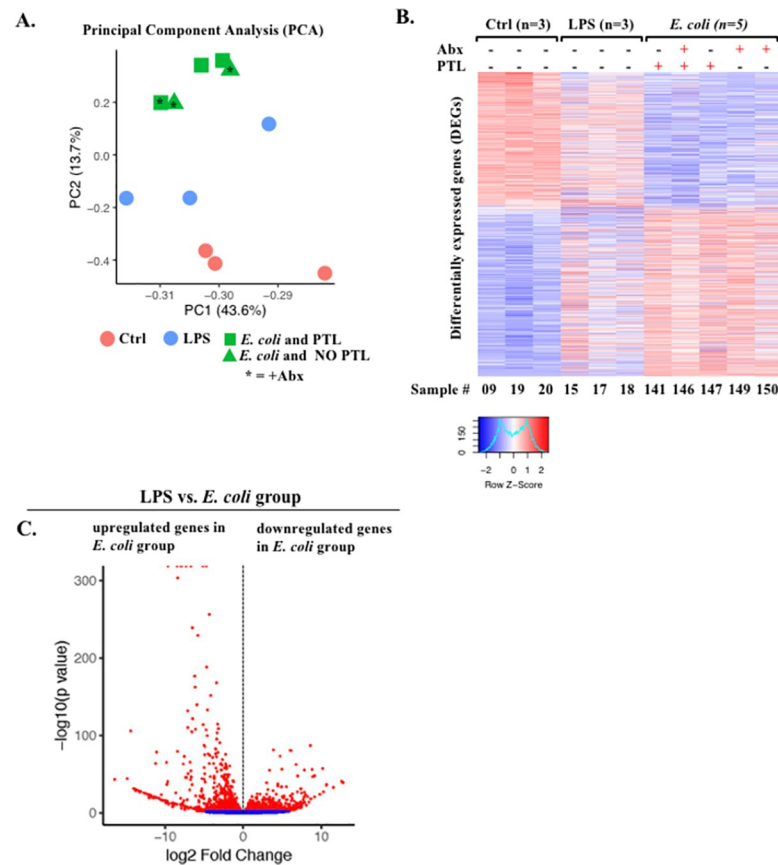 A.
Principal Component Analysis (PCA)
PC2 (13.7%)
0.2
0.0
−0.2
−0.4
−0.31
−0.30
−0.29
PC1 (43.6%)
Ctrl
LPS
E. coli and PTL
E. coli and NO PTL
* = +Abx
B.
Ctrl (n=3) LPS (n=3) E. coli (n=5)
Abx - - - - - - - + - + +
PTL - - - - - - + + + - -
Differentially expressed genes (DEGs)
Sample # 09 19 20 15 17 18 141 146 147 149 150
0 50 150
-2 -1 0 1 2
Row Z-Score
LPS vs. E. coli group
C.
upregulated genes in
E. coli group
downregulated genes
in E. coli group
−log10(p value)
300
200
100
0
−10
0
10
log2 Fold Change